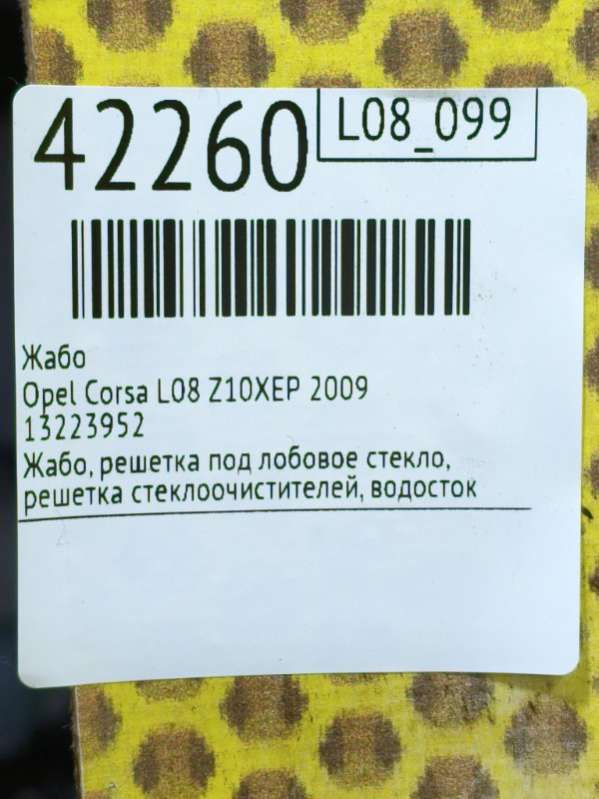 42260
L08_099
Жабо
Opel Corsa L08 Z10XEP 2009
13223952
Жабо, решетка под лобовое стекло,
решетка стеклоочистителей, водосток